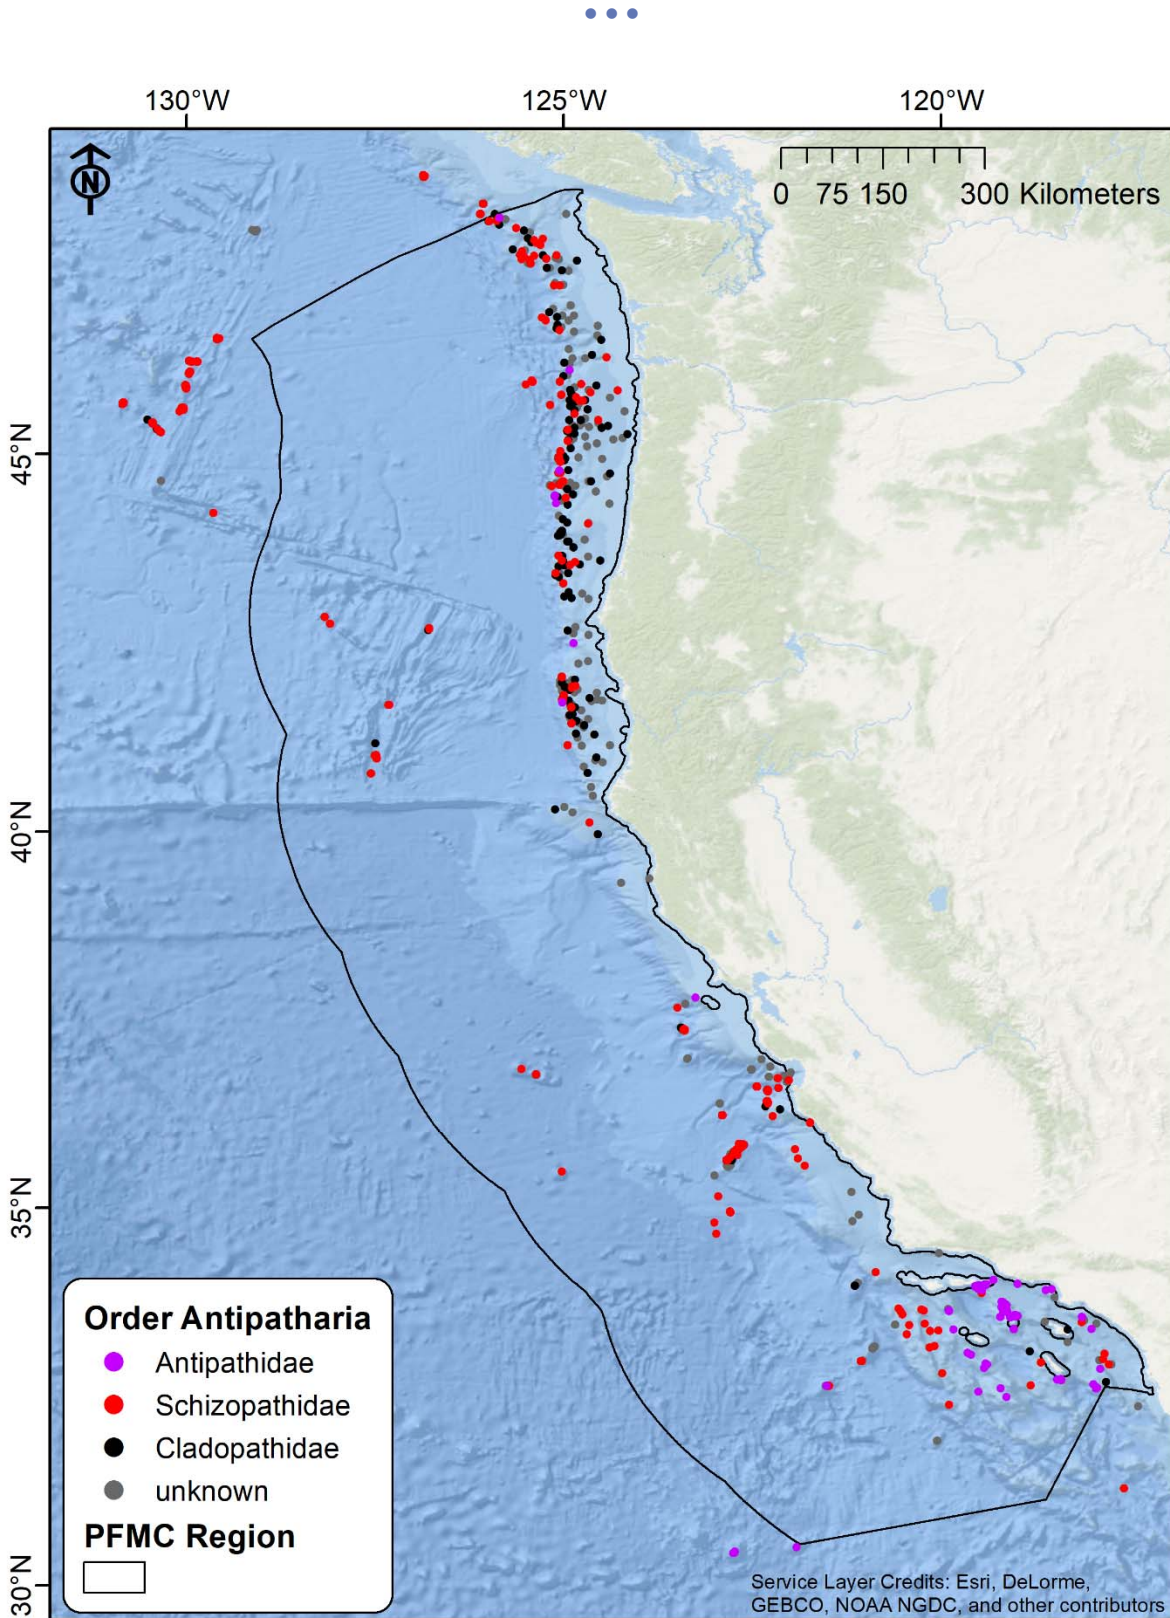 130°W
125°W
120°W
N
0 75 150 300 Kilometers
45°N
40°N
35°N
30°N
Order Antipatharia
Antipathidae
Schizopathidae
Cladopathidae
unknown
PFMC Region
Service Layer Credits: Esri, DeLorme,
GEBCO, NOAA NGDC, and other contributors